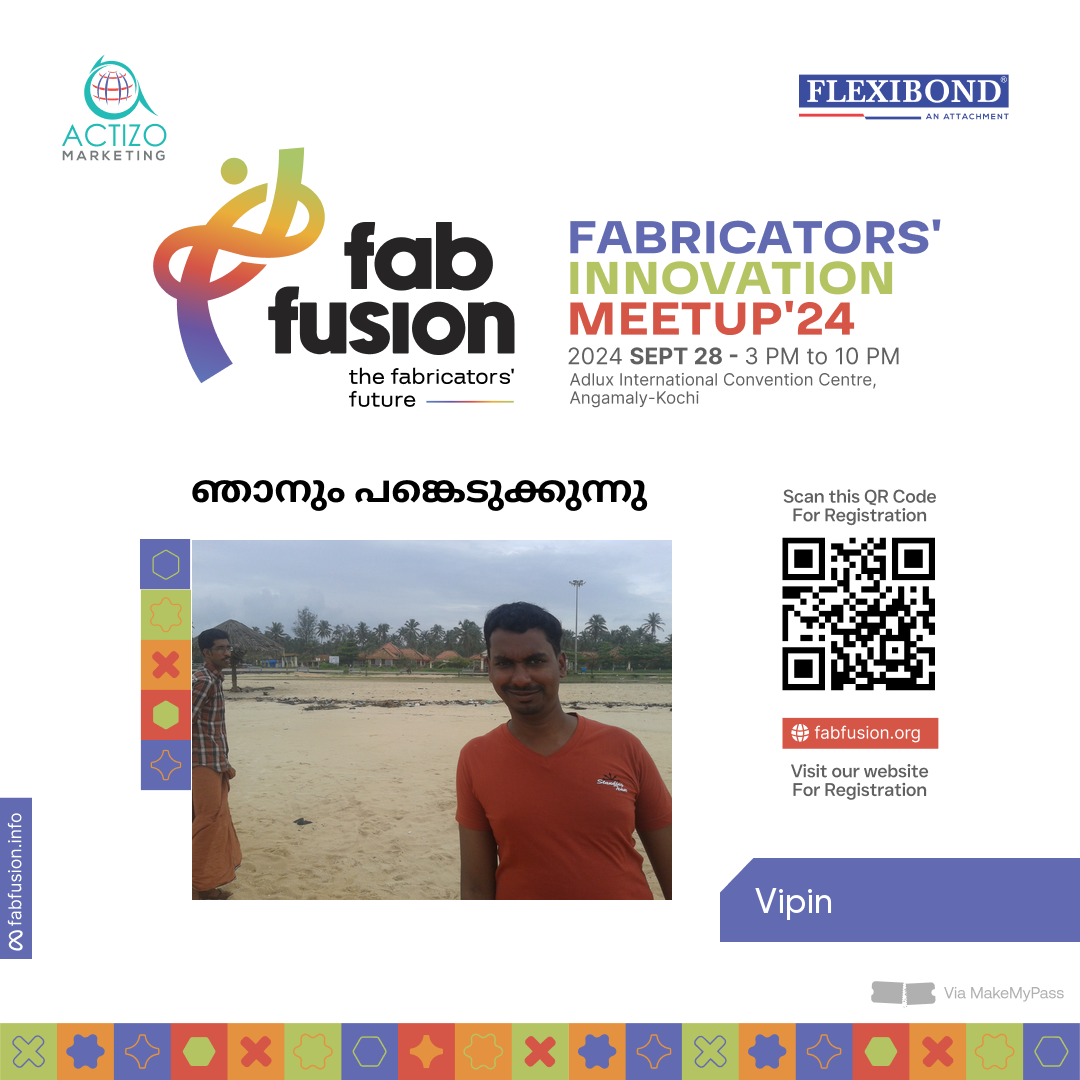 ACTIZO
MARKETING
FLEXIBOND®
AN ATTACHMENT
fab
fusion
the fabricators'
future
FABRICATORS'
INNOVATION
MEETUP'24
2024 SEPT 28 - 3 PM to 10 PM
Adlux International Convention Centre,
Angamaly-Kochi
ഞാനും പങ്കെടുക്കുന്നു
Scan this QR Code
For Registration
fabfusion.org
Visit our website
For Registration
fabfusion.info
Vipin
Via MakeMyPass